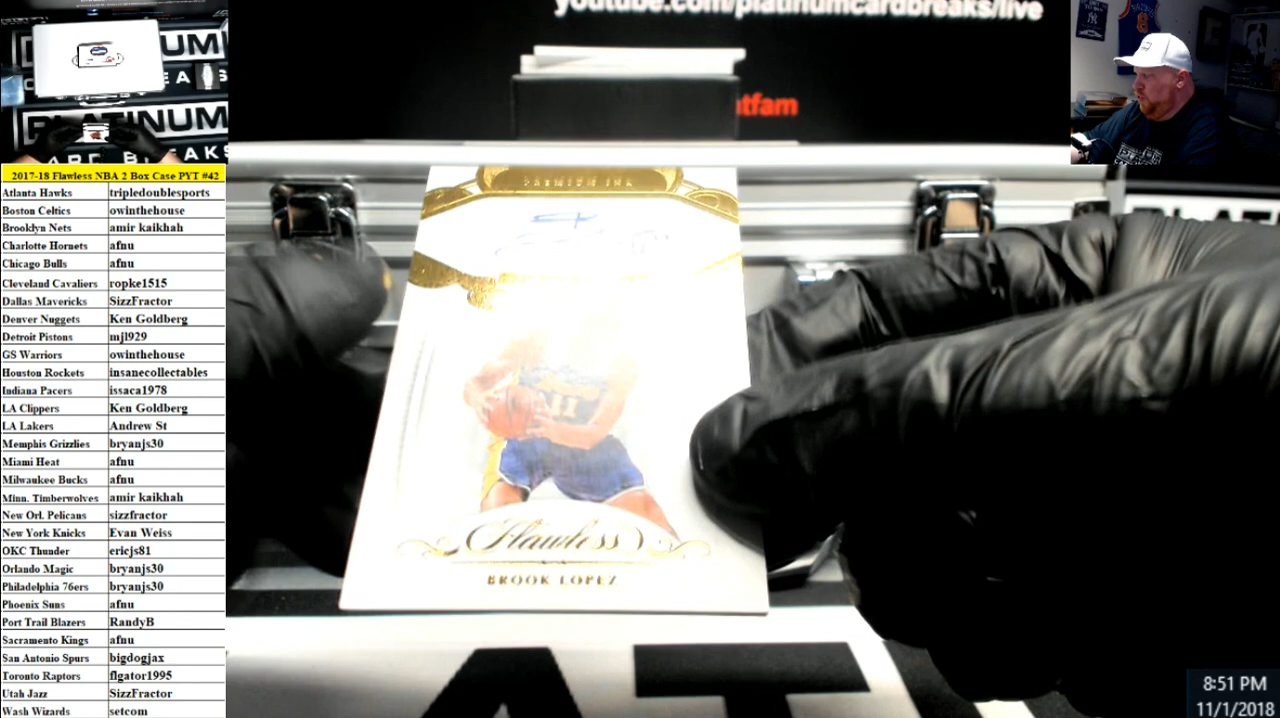 youtube.com/platinumcardbreaks/live
atfam
PLATINUM
2017-18 Flawless NBA 2 Box Case PYT #42
Atlanta Hawks tripledoublesports
Boston Celtics owinthehouse
Brooklyn Nets amir kaikhah
Charlotte Hornets afnu
Chicago Bulls afnu
Cleveland Cavaliers ropke1515
Dallas Mavericks SizzFractor
Denver Nuggets Ken Goldberg
Detroit Pistons mjl929
GS Warriors owinthehouse
Houston Rockets insanecollectables
Indiana Pacers issaca1978
LA Clippers Ken Goldberg
LA Lakers Andrew St
Memphis Grizzlies bryanjs30
Miami Heat afnu
Milwaukee Bucks afnu
Minn. Timberwolves amir kaikhah
New Orl. Pelicans sizzfractor
New York Knicks Evan Weiss
OKC Thunder ericjs81
Orlando Magic bryanjs30
Philadelphia 76ers bryanjs30
Phoenix Suns afnu
Port Trail Blazers RandyB
Sacramento Kings afnu
San Antonio Spurs bigdogjax
Toronto Raptors flgator1995
Utah Jazz SizzFractor
Wash Wizards setcom
PREMIUM INK
11
Flawless
BROOK LOPEZ
8:51 PM
11/1/2018